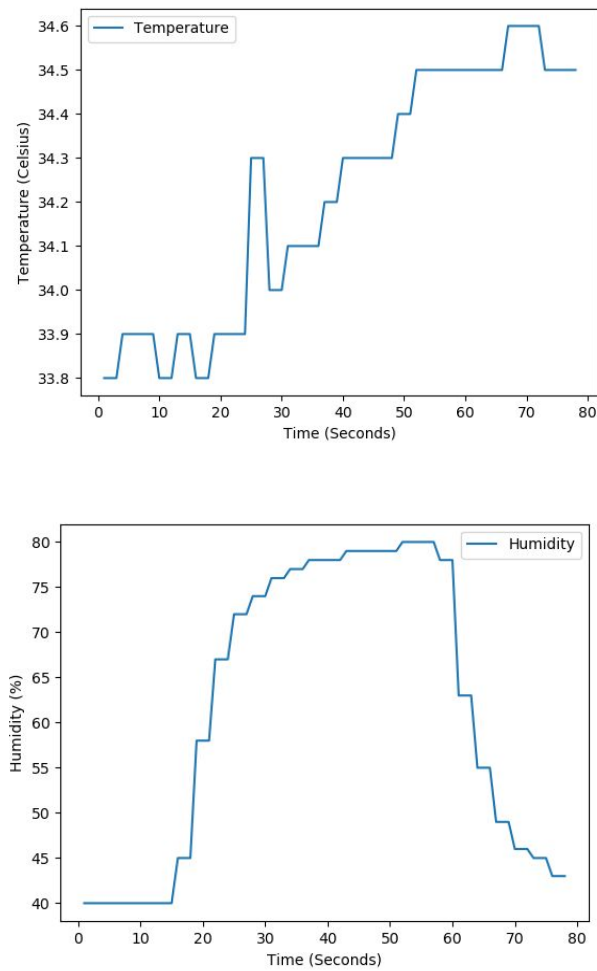 Temperature
34.6
34.5
34.4
34.3
34.2
34.1
34.0
33.9
33.8
Temperature (Celsius)
0 10 20 30 40 50 60 70 80
Time (Seconds)
Humidity
80
75
70
65
60
55
50
45
40
Humidity (%)
0 10 20 30 40 50 60 70 80
Time (Seconds)